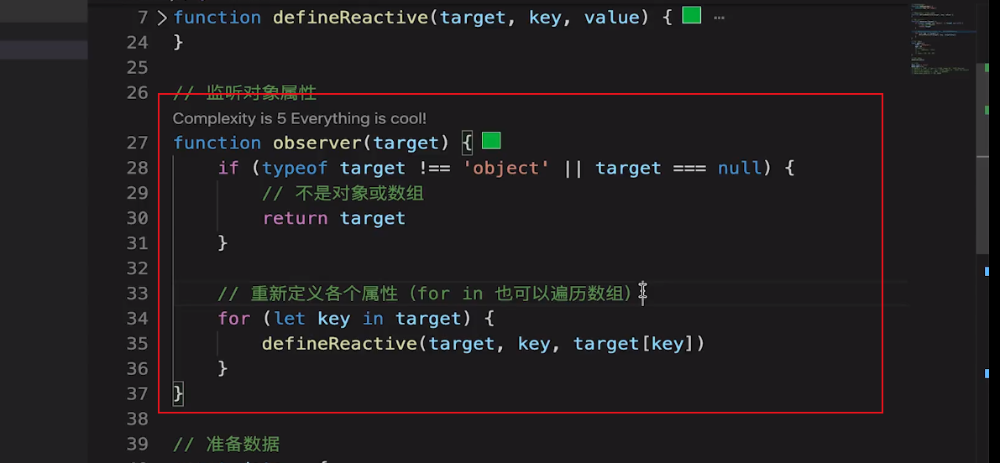 7 function defineReactive(target, key, value) { …
24 }
25
26 // 监听对象属性
Complexity is 5 Everything is cool!
27 function observer(target) {
28 if (typeof target !== 'object' || target === null) {
29 // 不是对象或数组
30 return target
31 }
32
33 // 重新定义各个属性（for in 也可以遍历数组）
34 for (let key in target) {
35 defineReactive(target, key, target[key])
36 }
37 }
38
39 // 准备数据